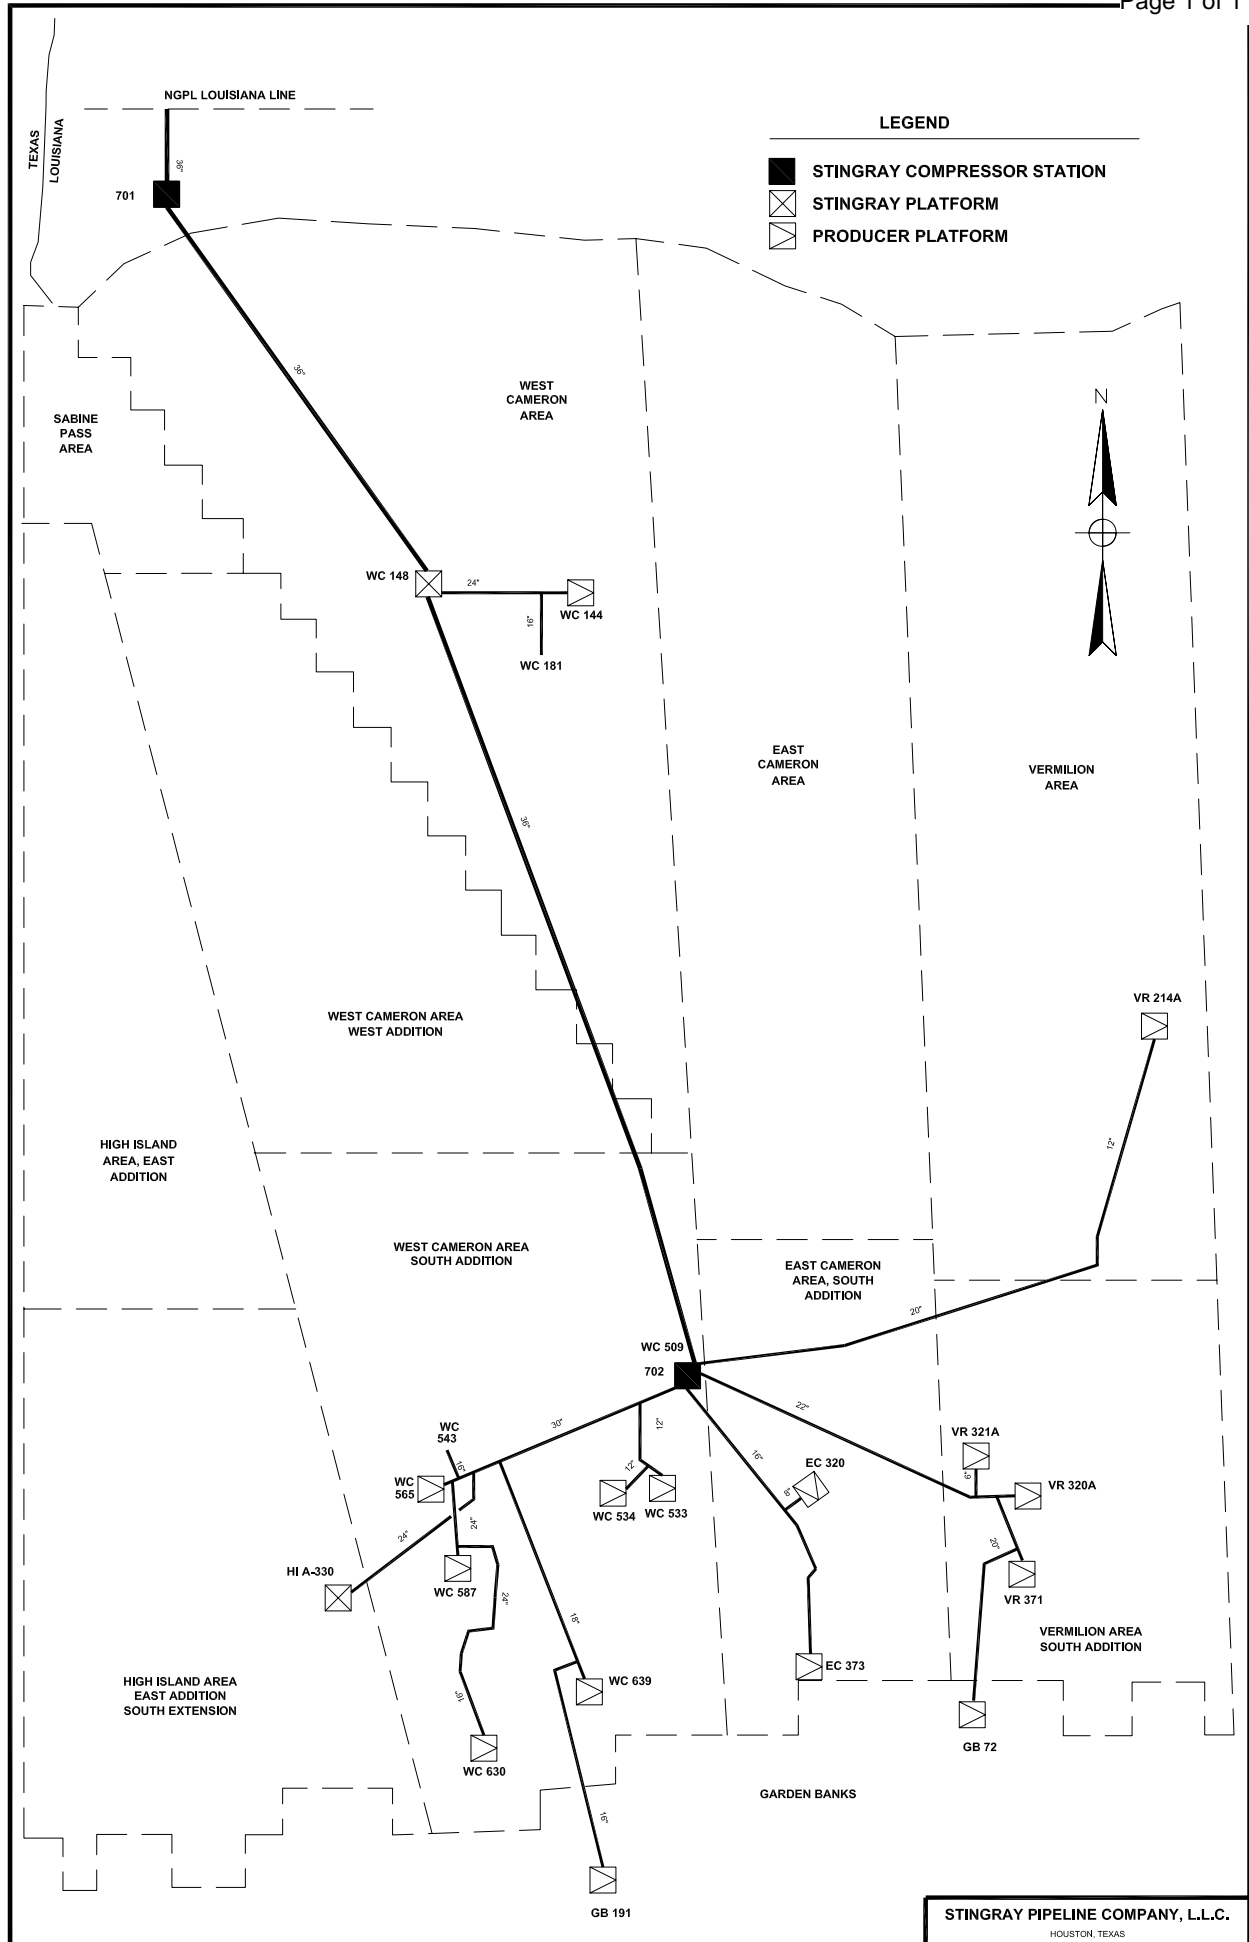 Page 1 of 1
NGPL LOUISIANA LINE
TEXAS
LOUISIANA
36"
701
LEGEND
STINGRAY COMPRESSOR STATION
STINGRAY PLATFORM
PRODUCER PLATFORM
36"
WEST
CAMERON
AREA
SABINE
PASS
AREA
N
WC 148
24"
WC 144
16"
WC 181
EAST
CAMERON
AREA
VERMILION
AREA
36"
VR 214A
WEST CAMERON AREA
WEST ADDITION
12"
HIGH ISLAND
AREA, EAST
ADDITION
WEST CAMERON AREA
SOUTH ADDITION
EAST CAMERON
AREA, SOUTH
ADDITION
20"
WC 509
702
22"
30"
12"
WC
543
VR 321A
16"
16"
EC 320
6"
WC
565
12"
8"
VR 320A
WC 534
WC 533
24"
24"
20"
HI A-330
WC 587
24"
VR 371
18"
VERMILION AREA
SOUTH ADDITION
EC 373
WC 639
HIGH ISLAND AREA
EAST ADDITION
SOUTH EXTENSION
16"
GB 72
WC 630
GARDEN BANKS
16"
GB 191
STINGRAY PIPELINE COMPANY, L.L.C.
HOUSTON, TEXAS